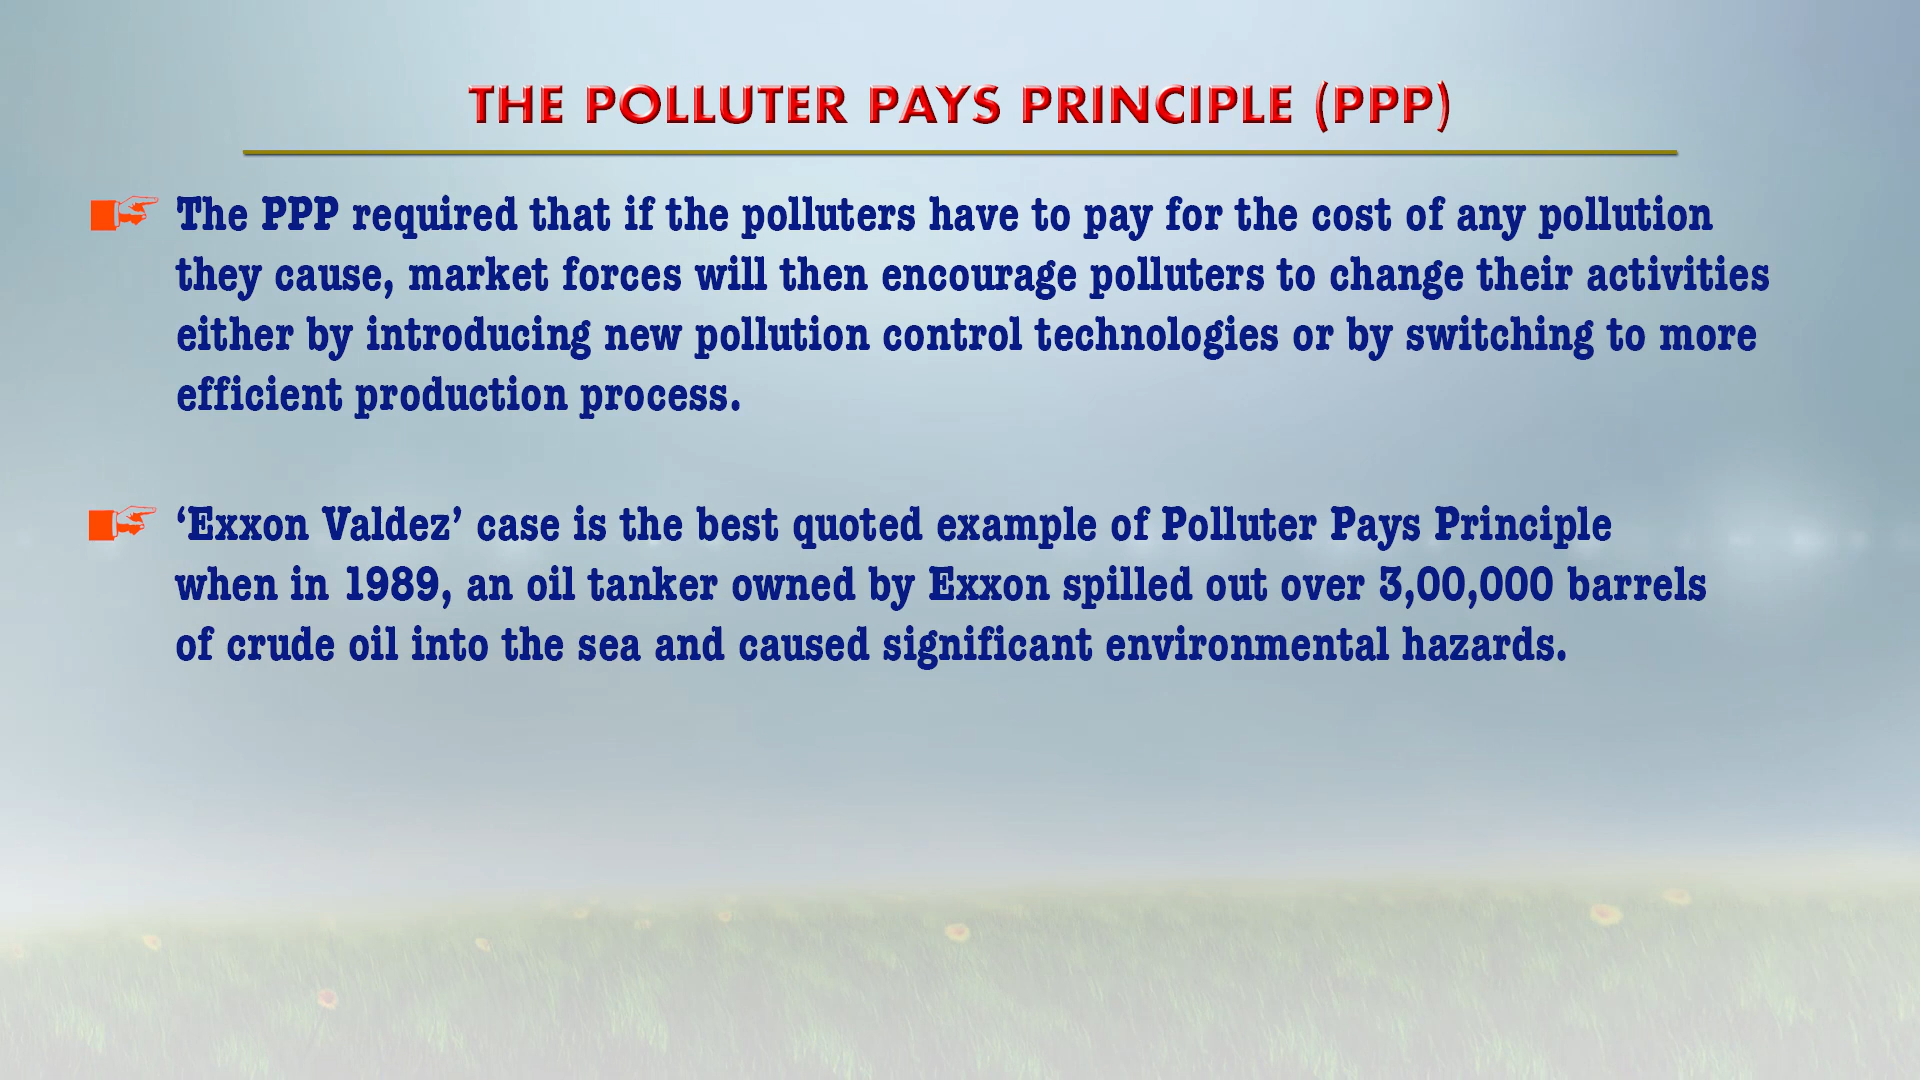 THE POLLUTER PAYS PRINCIPLE (PPP)
The PPP required that if the polluters have to pay for the cost of any pollution
they cause, market forces will then encourage polluters to change their activities
either by introducing new pollution control technologies or by switching to more
efficient production process.
‘Exxon Valdez’ case is the best quoted example of Polluter Pays Principle
when in 1989, an oil tanker owned by Exxon spilled out over 3,00,000 barrels
of crude oil into the sea and caused significant environmental hazards.